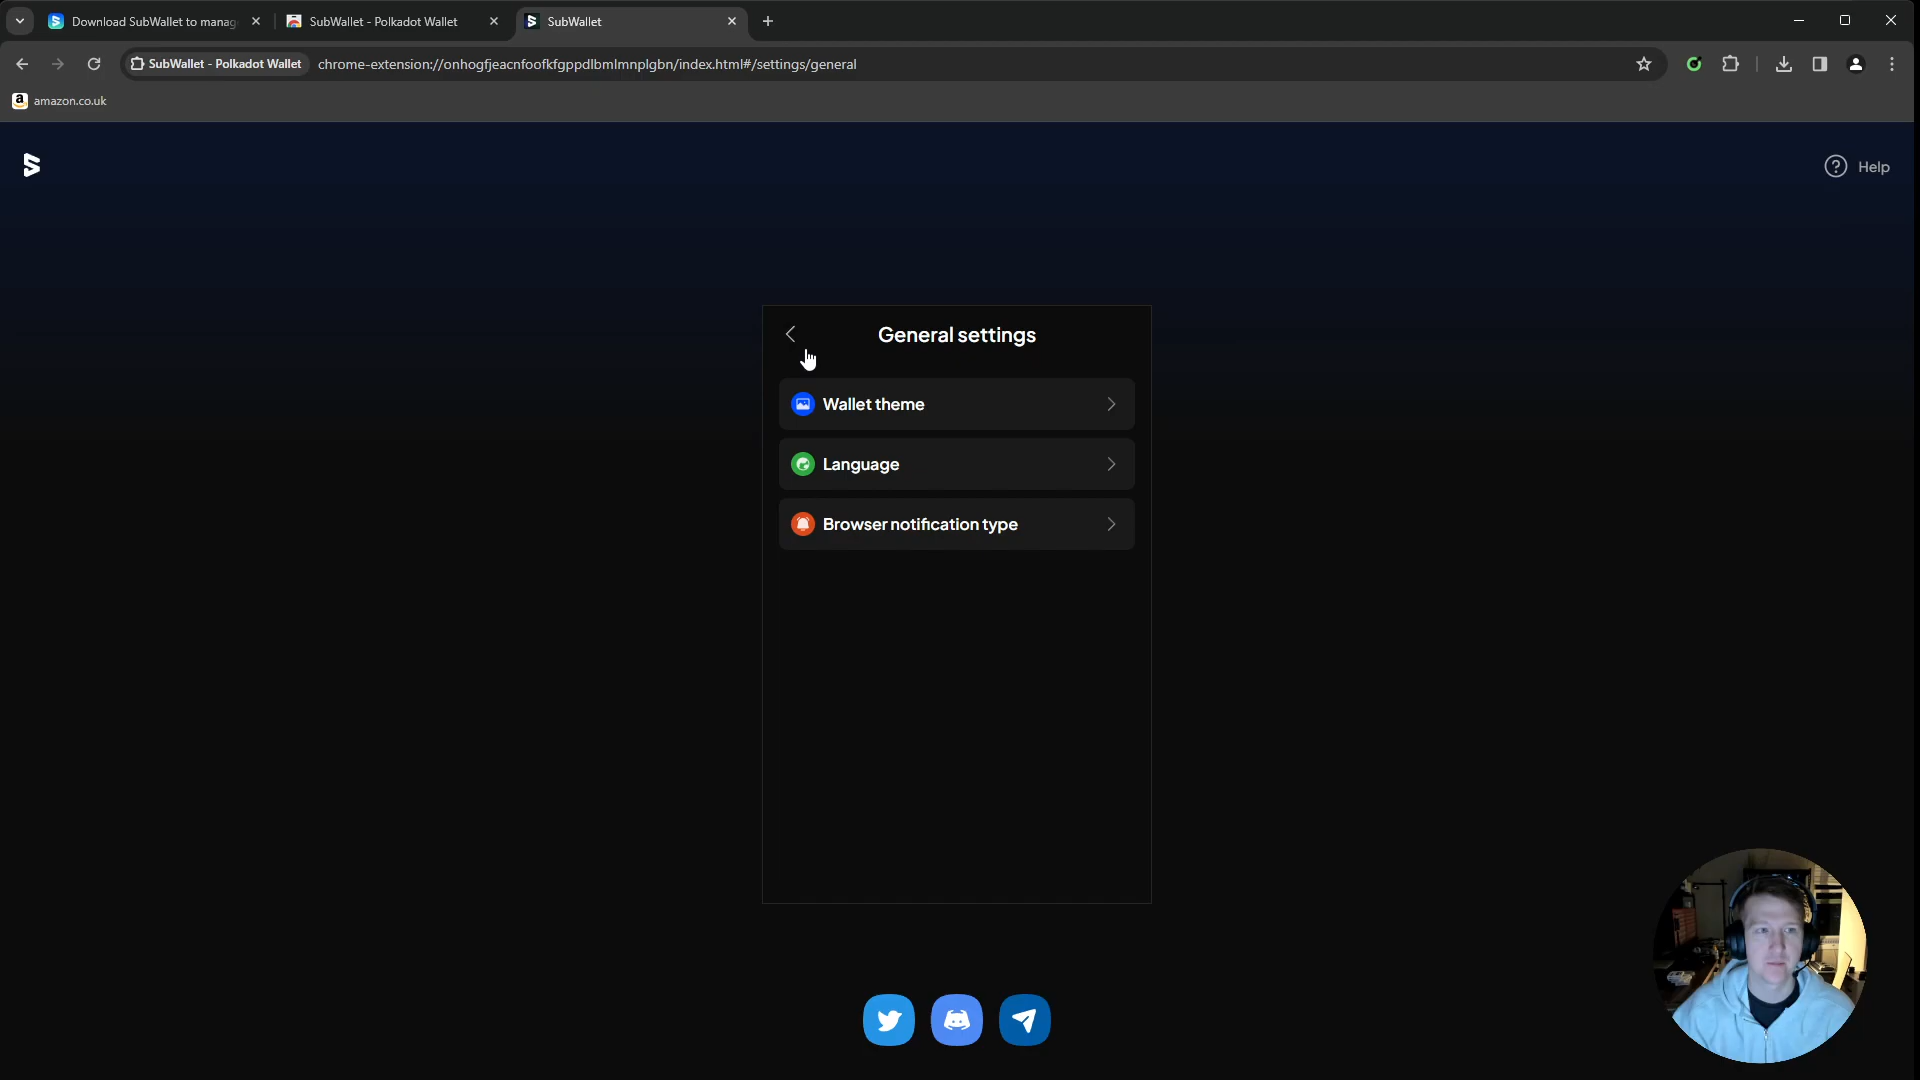 Download SubWallet to manag
SubWallet - Polkadot Wallet
SubWallet
SubWallet - Polkadot Wallet
chrome-extension://onhogfjeacnfoofkfgppdlbmlmnplgbn/index.html#/settings/general
amazon.co.uk
Help
General settings
Wallet theme
Language
Browser notification type